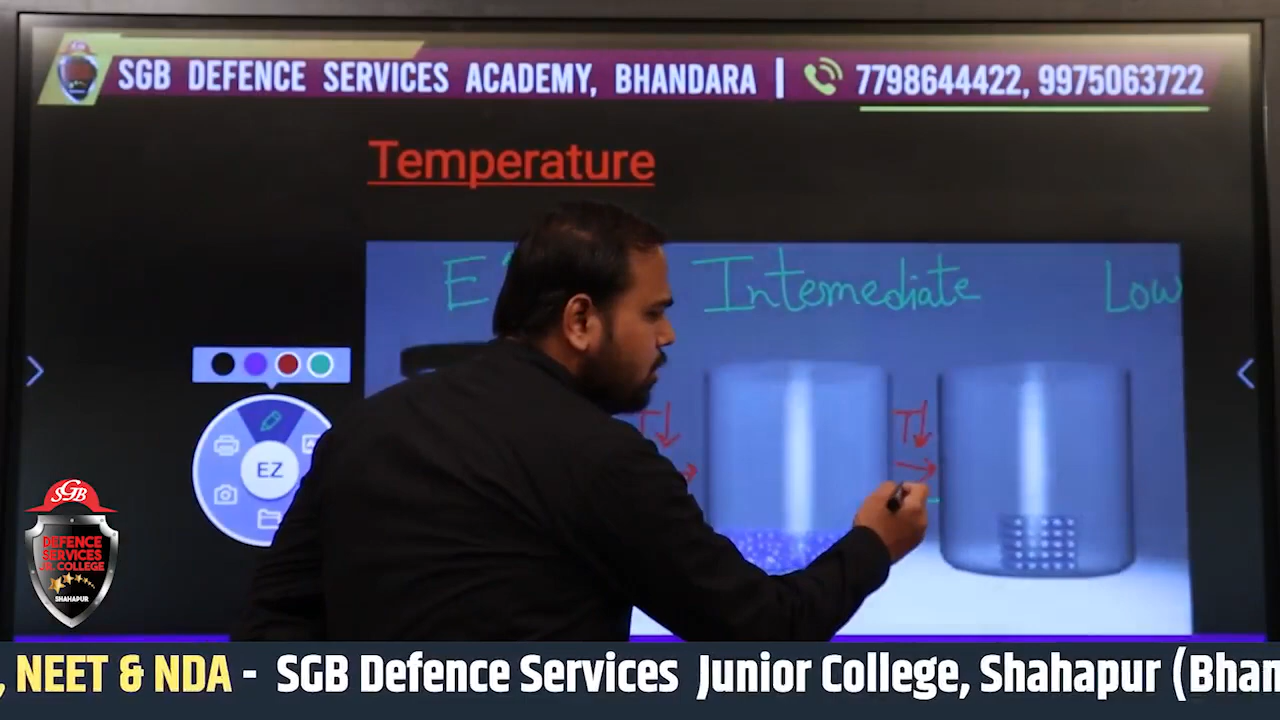 SGB DEFENCE SERVICES ACADEMY, BHANDARA | 7798644422, 9975063722
Temperature
E
Intemediate
Low
T↓
T↓
EZ
SGB
DEFENCE
SERVICES
JR. COLLEGE
SHAHAPUR
, NEET & NDA - SGB Defence Services Junior College, Shahapur (Bhan